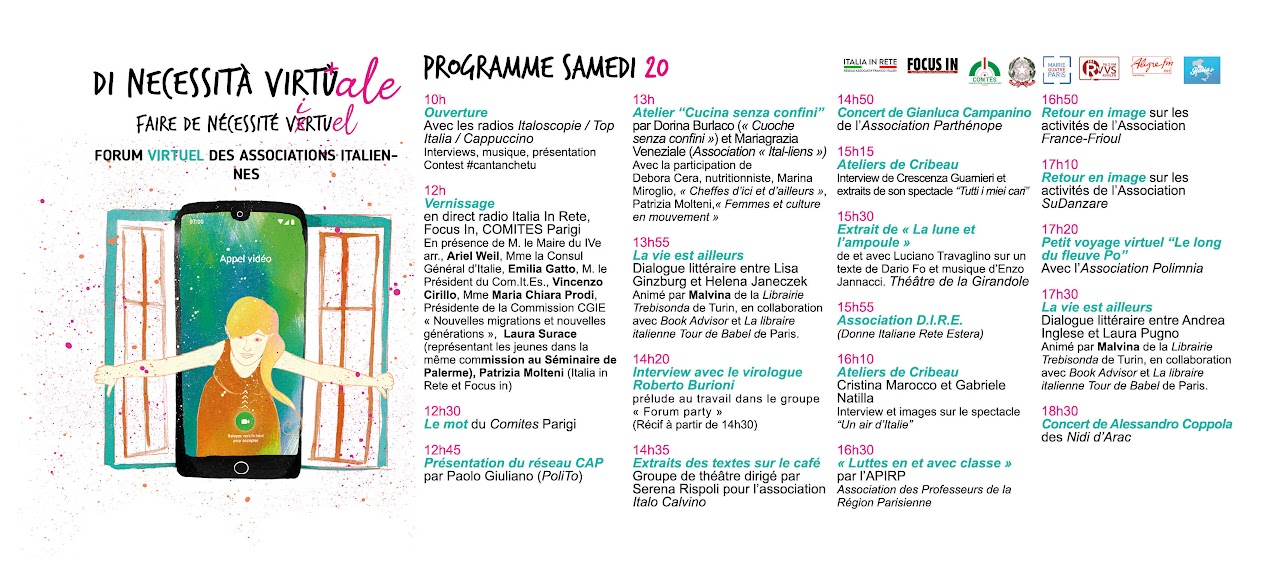 DI NECESSITÀ VIRTÙale
FAIRE DE NÉCESSITÉ VERTUel
i
FORUM VIRTUEL DES ASSOCIATIONS ITALIEN-
NES
07:00
Appel vidéo
Balayez vers le haut
pour accepter
PROGRAMME SAMEDI 20
ITALIA IN RETE
FOCUS IN
COMITES
MAIRIE
QUATRE
PARIS
10h
Ouverture
Avec les radios Italoscopie / Top
Italia / Cappuccino
Interviews, musique, présentation
Contest #cantanchetu
12h
Vernissage
en direct radio Italia In Rete,
Focus In, COMITES Parigi
En présence de M. le Maire du IVe
arr., Ariel Weil, Mme la Consul
Général d'Italie, Emilia Gatto, M. le
Président du Com.It.Es., Vincenzo
Cirillo, Mme Maria Chiara Prodi,
Présidente de la Commission CGIE
« Nouvelles migrations et nouvelles
générations », Laura Surace
(représentant les jeunes dans la
même commission au Séminaire de
Palerme), Patrizia Molteni (Italia in
Rete et Focus in)
12h30
Le mot du Comites Parigi
12h45
Présentation du réseau CAP
par Paolo Giuliano (PoliTo)
13h
Atelier “Cucina senza confini”
par Dorina Burlaco (« Cuoche
senza confini ») et Mariagrazia
Veneziale (Association « Ital-liens »)
Avec la participation de
Debora Cera, nutritionniste, Marina
Miroglio, « Cheffes d'ici et d'ailleurs »,
Patrizia Molteni,« Femmes et culture
en mouvement »
13h55
La vie est ailleurs
Dialogue littéraire entre Lisa
Ginzburg et Helena Janeczek
Animé par Malvina de la Librairie
Trebisonda de Turin, en collaboration
avec Book Advisor et La libraire
italienne Tour de Babel de Paris.
14h20
Interview avec le virologue
Roberto Burioni
prélude au travail dans le groupe
« Forum party »
(Récif à partir de 14h30)
14h35
Extraits des textes sur le café
Groupe de théâtre dirigé par
Serena Rispoli pour l'association
Italo Calvino
14h50
Concert de Gianluca Campanino
de l'Association Parthénope
15h15
Ateliers de Cribeau
Interview de Crescenza Guarnieri et
extraits de son spectacle “Tutti i miei cari”
15h30
Extrait de « La lune et
l'ampoule »
de et avec Luciano Travaglino sur un
texte de Dario Fo et musique d'Enzo
Jannacci. Théâtre de la Girandole
15h55
Association D.I.R.E.
(Donne Italiane Rete Estera)
16h10
Ateliers de Cribeau
Cristina Marocco et Gabriele
Natilla
Interview et images sur le spectacle
“Un air d'Italie”
16h30
« Luttes en et avec classe »
par l'APIRP
Association des Professeurs de la
Région Parisienne
16h50
Retour en image sur les
activités de l'Association
France-Frioul
17h10
Retour en image sur les
activités de l'Association
SuDanzare
17h20
Petit voyage virtuel “Le long
du fleuve Po”
Avec l'Association Polimnia
17h30
La vie est ailleurs
Dialogue littéraire entre Andrea
Inglese et Laura Pugno
Animé par Malvina de la Librairie
Trebisonda de Turin, en collaboration
avec Book Advisor et La libraire
italienne Tour de Babel de Paris.
18h30
Concert de Alessandro Coppola
des Nidi d'Arac